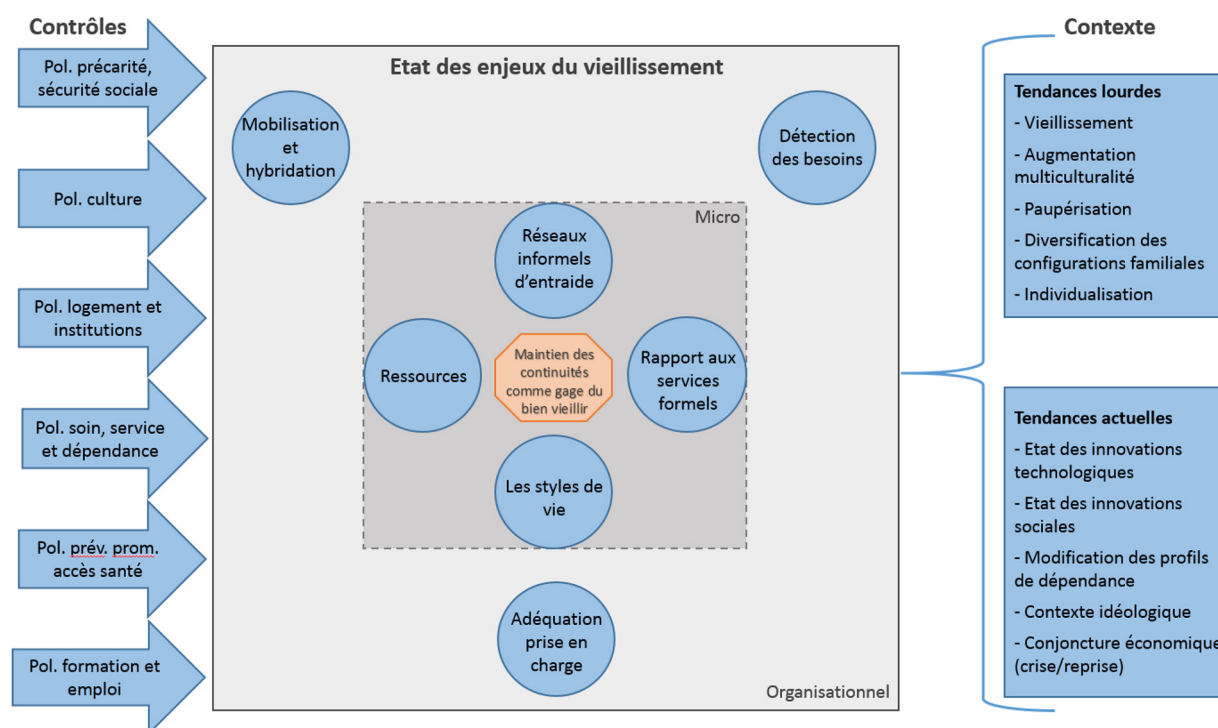 Contrôles
Pol. précarité,
sécurité sociale
Pol. culture
Pol. logement et
institutions
Pol. soin, service
et dépendance
Pol. prév. prom.
accès santé
Pol. formation et
emploi
Etat des enjeux du vieillissement
Mobilisation
et
hybridation
Détection
des besoins
Micro
Réseaux
informels
d'entraide
Ressources
Maintien des
continuités
comme gage du
bien vieillir
Rapport aux
services
formels
Les styles de
vie
Adéquation
prise en
charge
Organisationnel
Contexte
Tendances lourdes
- Vieillissement
- Augmentation
multiculturalité
- Paupérisation
- Diversification des
configurations familiales
- Individualisation
Tendances actuelles
- Etat des innovations
technologiques
- Etat des innovations
sociales
- Modification des profils
de dépendance
- Contexte idéologique
- Conjoncture économique
(crise/reprise)